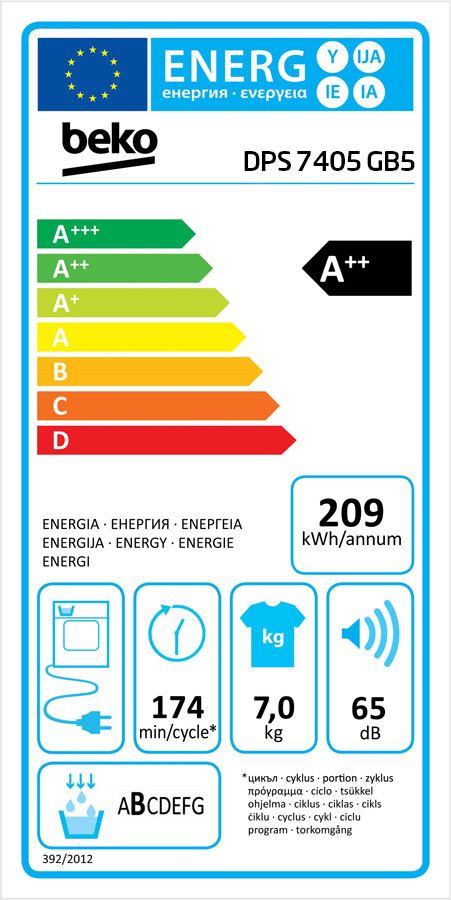 ENERG Y IJA
енергия · ενεργεια IE IA
beko
DPS 7405 GB5
A+++
A++
A++
A+
A
B
C
D
209
kWh/annum
ENERGIA · ЕНЕРГИЯ · ΕΝΕΡΓΕΙΑ
ENERGIJA · ENERGY · ENERGIE
ENERGI
kg
174
min/cycle*
7,0
kg
65
dB
ABCDEFG
*цикъл · cyklus · portion · zyklus
πρόγραμμα · ciclo · tsükkel
ohjelma · ciklus · ciklas · cikls
ċiklu · cyclus · cykl · ciclu
program · torkomgång
392/2012